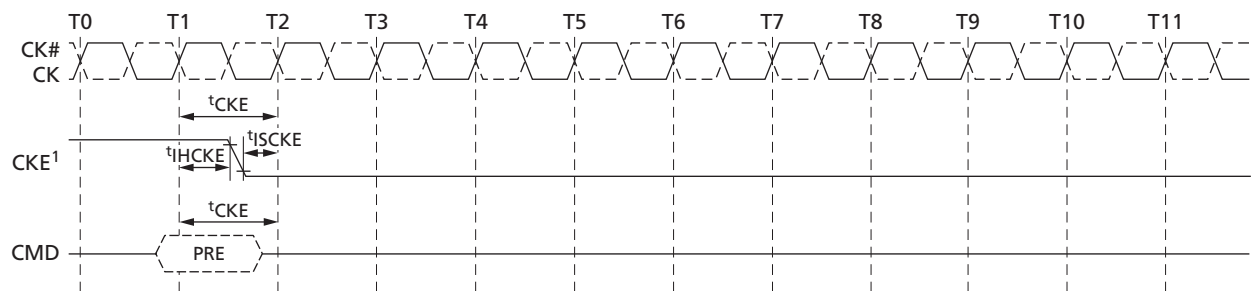 T0 T1 T2 T3 T4 T5 T6 T7 T8 T9 T10 T11
CK#
CK
tCKE
tISCKE
CKE1
tIHCKE
tCKE
CMD
PRE